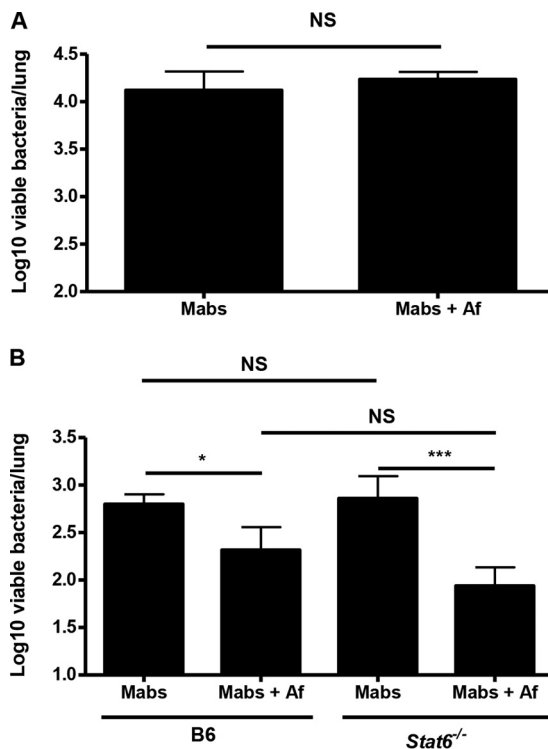 A
NS
Log10 viable bacteria/lung
4.5
4.0
3.5
3.0
2.5
2.0
Mabs Mabs + Af
B
NS
NS
* ***
Log10 viable bacteria/lung
3.5
3.0
2.5
2.0
1.5
1.0
Mabs Mabs + Af Mabs Mabs + Af
B6 Stat6-/-